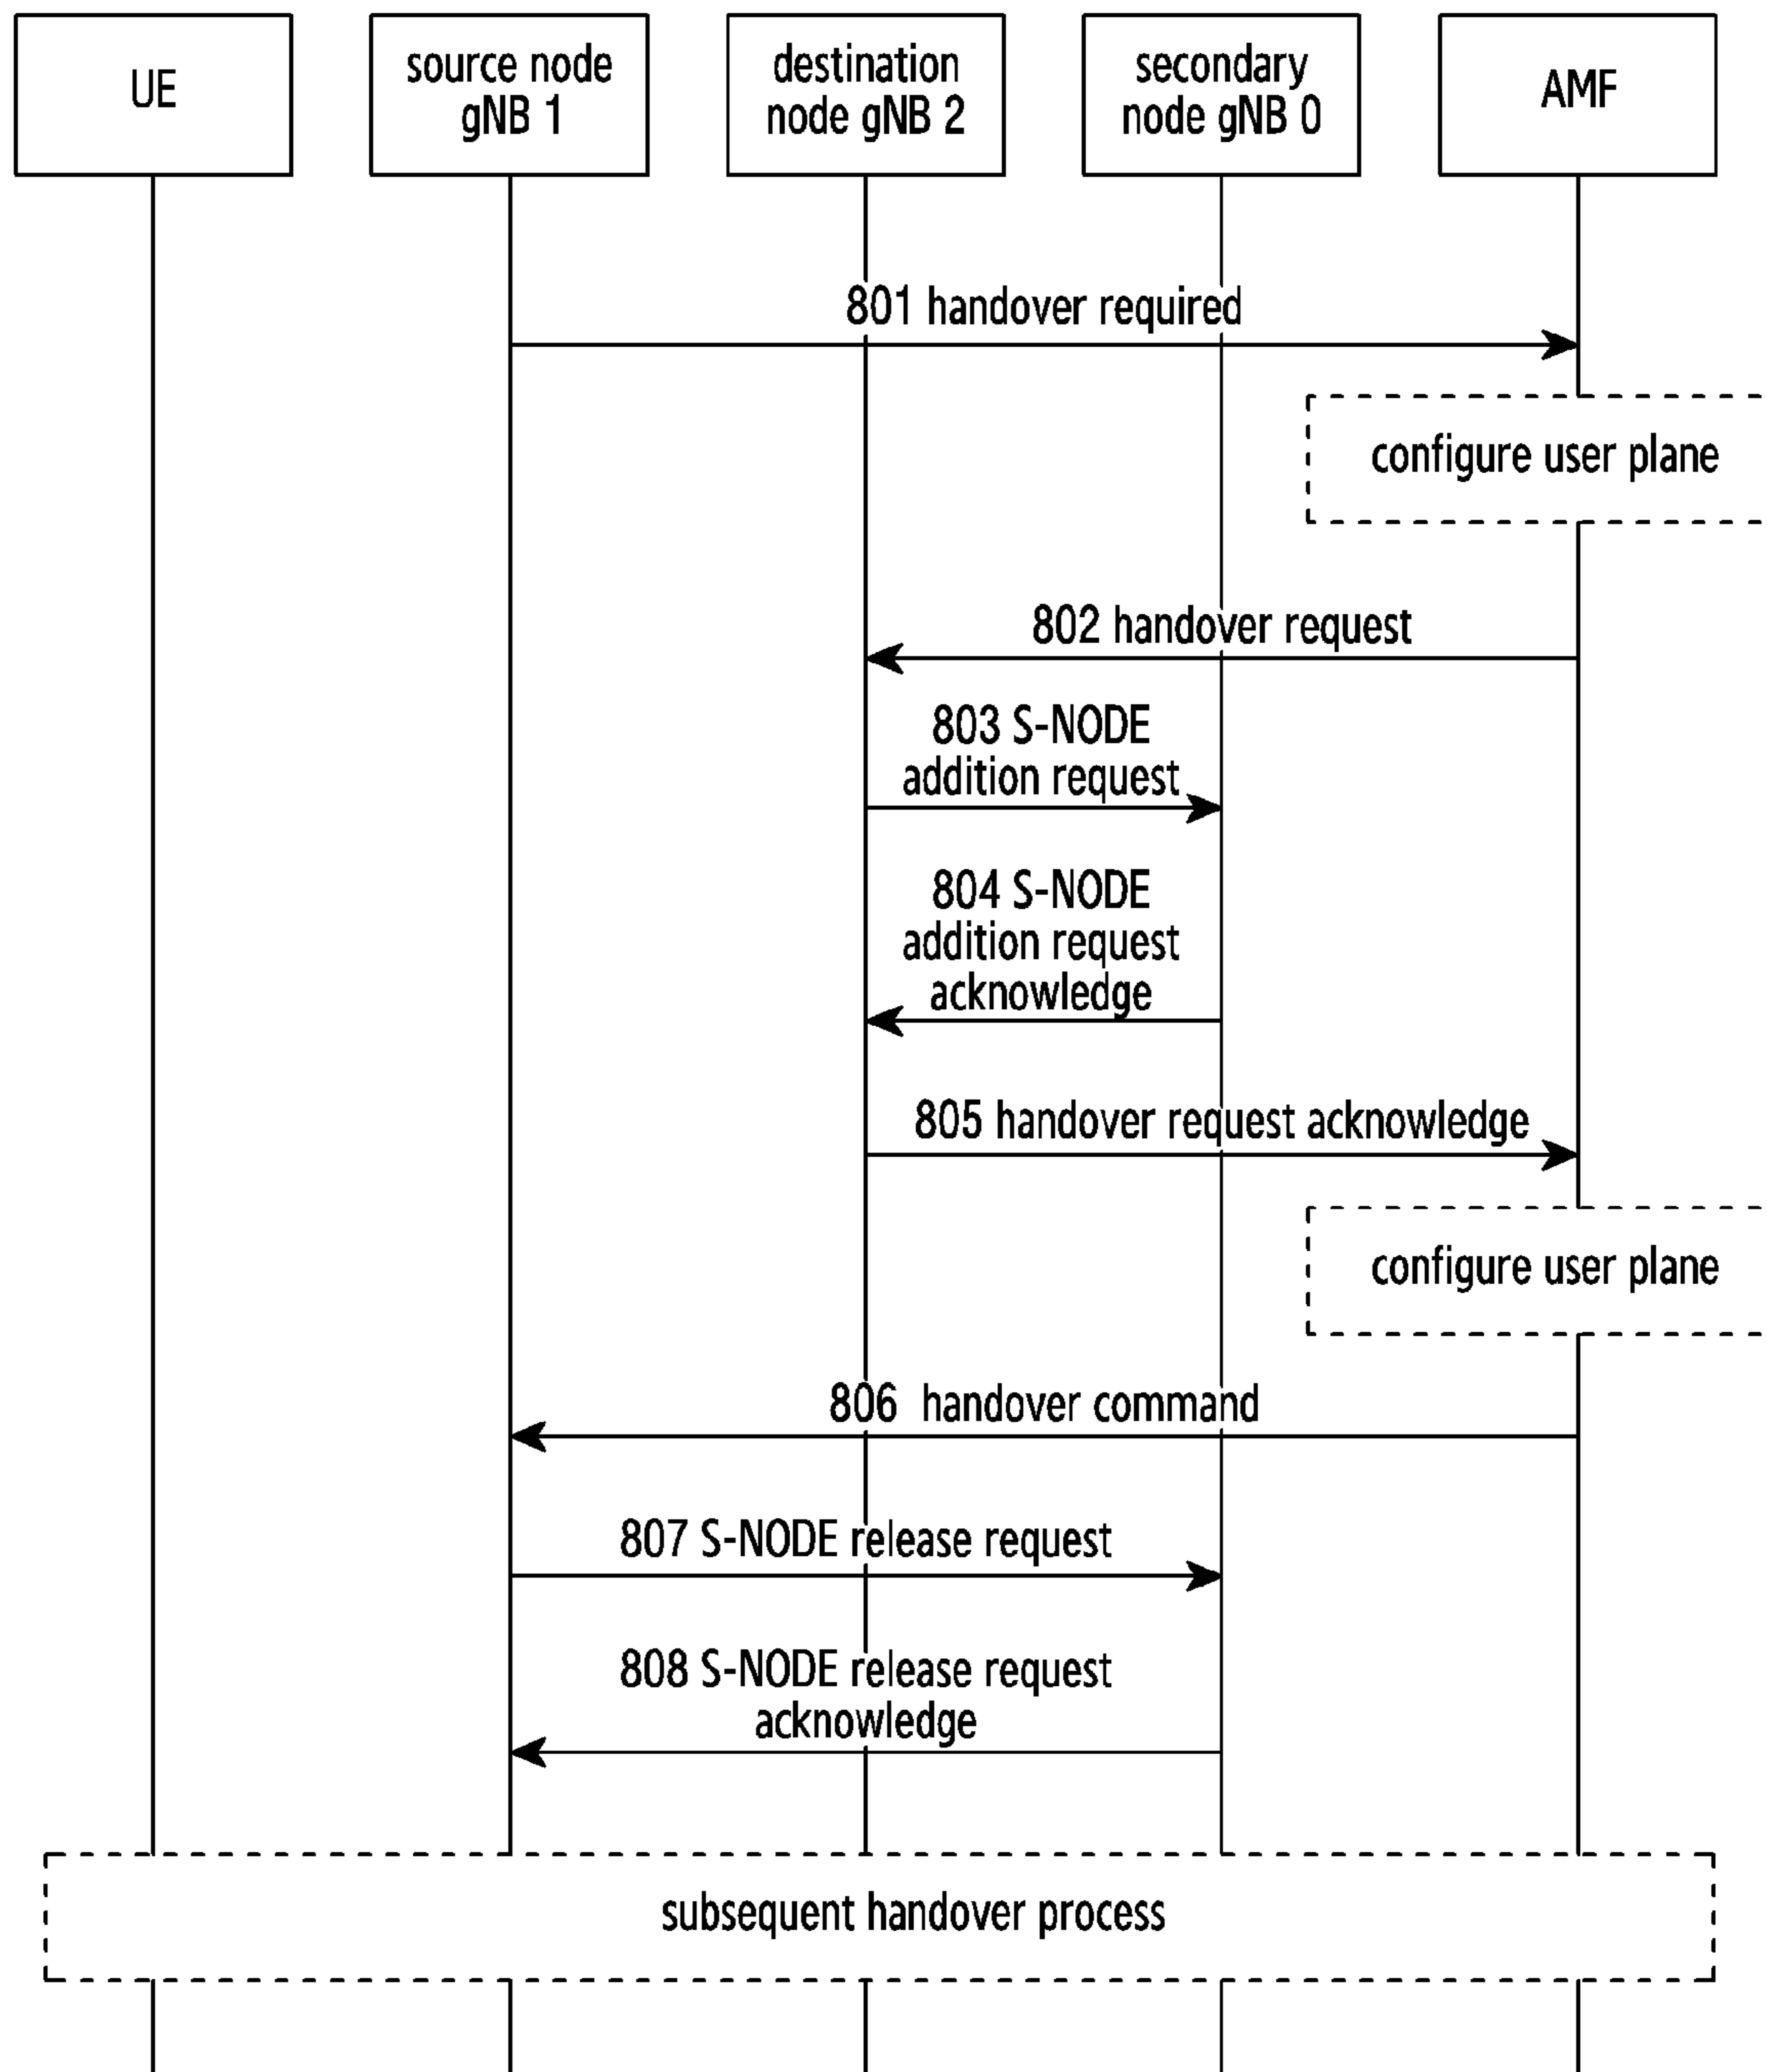 UE
source node
gNB 1
destination
node gNB 2
secondary
node gNB 0
AMF
801 handover required
configure user plane
802 handover request
803 S-NODE
addition request
804 S-NODE
addition request
acknowledge
805 handover request acknowledge
configure user plane
806 handover command
807 S-NODE release request
808 S-NODE release request
acknowledge
subsequent handover process